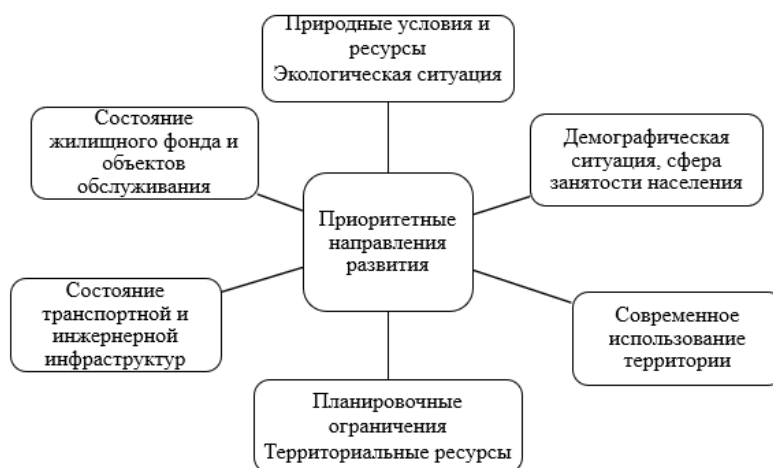 Природные условия и
ресурсы
Экологическая ситуация
Состояние
жилищного фонда и
объектов
обслуживания
Демографическая
ситуация, сфера
занятости населения
Приоритетные
направления
развития
Состояние
транспортной и
инжернерной
инфраструктур
Современное
использование
территории
Планировочные
ограничения
Территориальные ресурсы